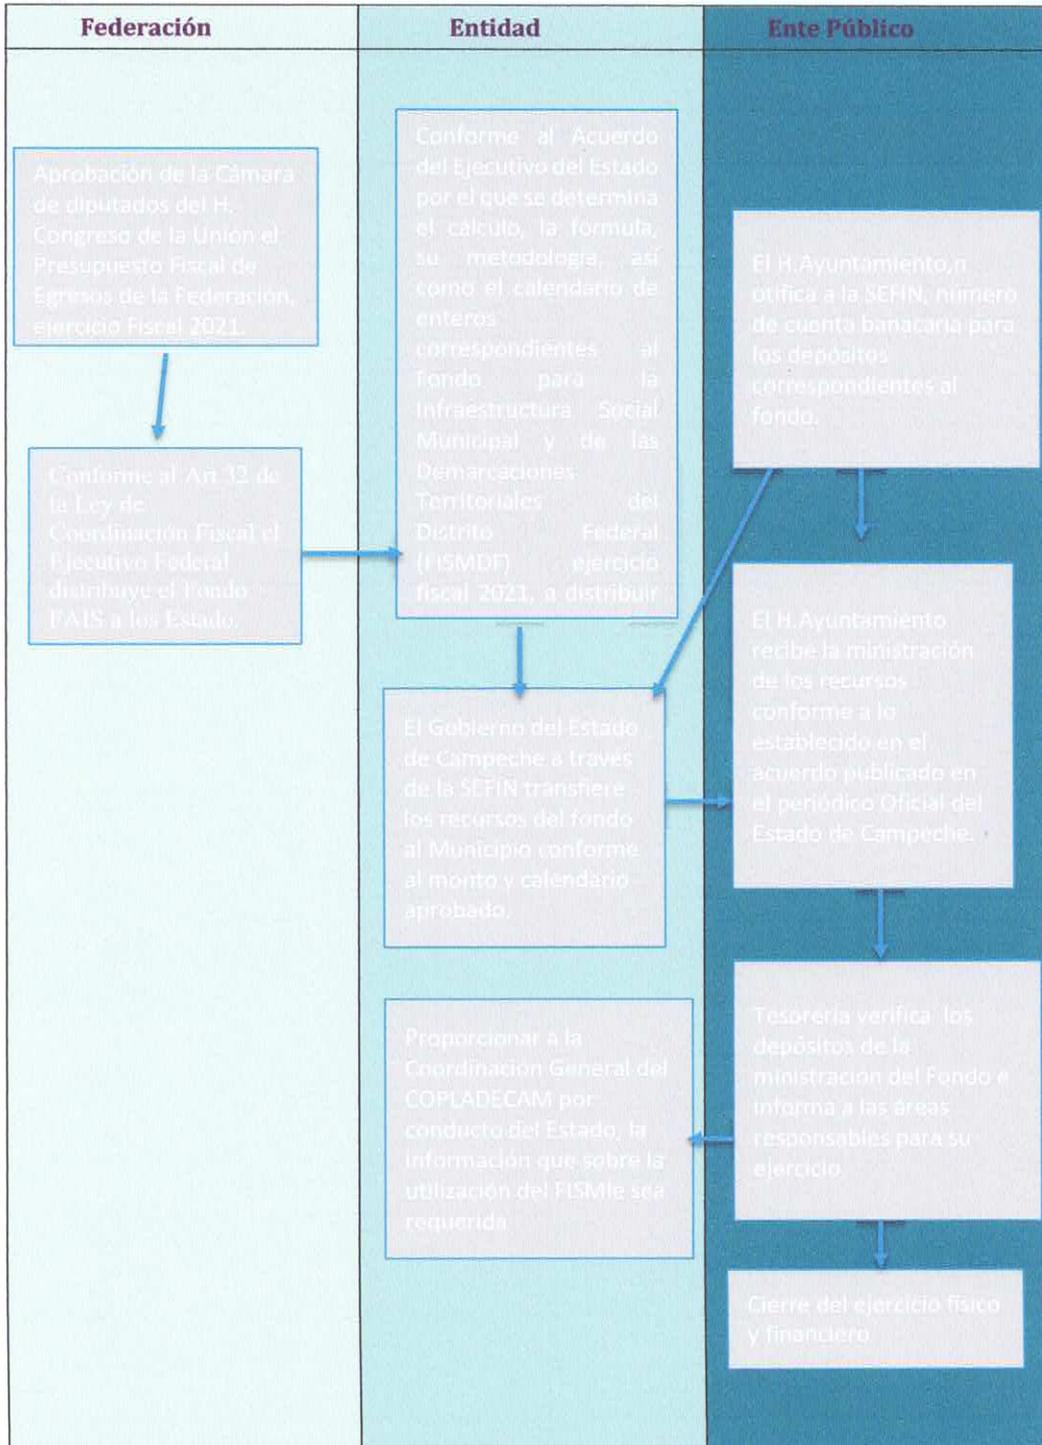 Federación
Entidad
Ente Público
Aprobación de la Cámara
de diputados del H.
Congreso de la Unión el
Presupuesto Fiscal de
Egresos de la Federación,
ejercicio Fiscal 2021.
Conforme al Art 32 de
la Ley de
Coordinación Fiscal el
Ejecutivo Federal
distribuye el Fondo
FAIS a los Estado.
Conforme al Acuerdo
del Ejecutivo del Estado
por el que se determina
el calculo, la formula,
su metodología, así
como el calendario de
enteros
correspondientes al
Fondo para la
Infraestructura Social
Municipal y de las
Demarcaciones
Territoriales del
Distrito Federal
(FISMDF) ejercicio
fiscal 2021, a distribuir
El Gobierno del Estado
de Campeche a través
de la SEFIN transfiere
los recursos del fondo
al Municipio conforme
al monto y calendario
aprobado.
Proporcionar a la
Coordinación General del
COPLADECAM por
conducto del Estado, la
información que sobre la
utilización del FISMle sea
requerida
El H.Ayuntamiento,n
otifica a la SEFIN, número
de cuenta banacaria para
los depósitos
correspondientes al
fondo.
El H.Ayuntamiento
recibe la ministración
de los recursos
conforme a lo
establecido en el
acuerdo publicado en
el periódico Oficial del
Estado de Campeche.
Tesorería verifica los
depósitos de la
ministración del Fondo e
informa a las áreas
responsables para su
ejercicio
Cierre del ejercicio físico
y financiero